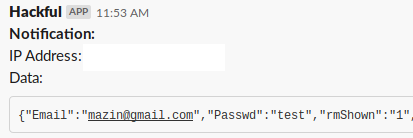 Hackful APP 11:53 AM
Notification:
IP Address:
Data:
{"Email":"mazin@gmail.com","Passwd":"test","rmShown":"1",